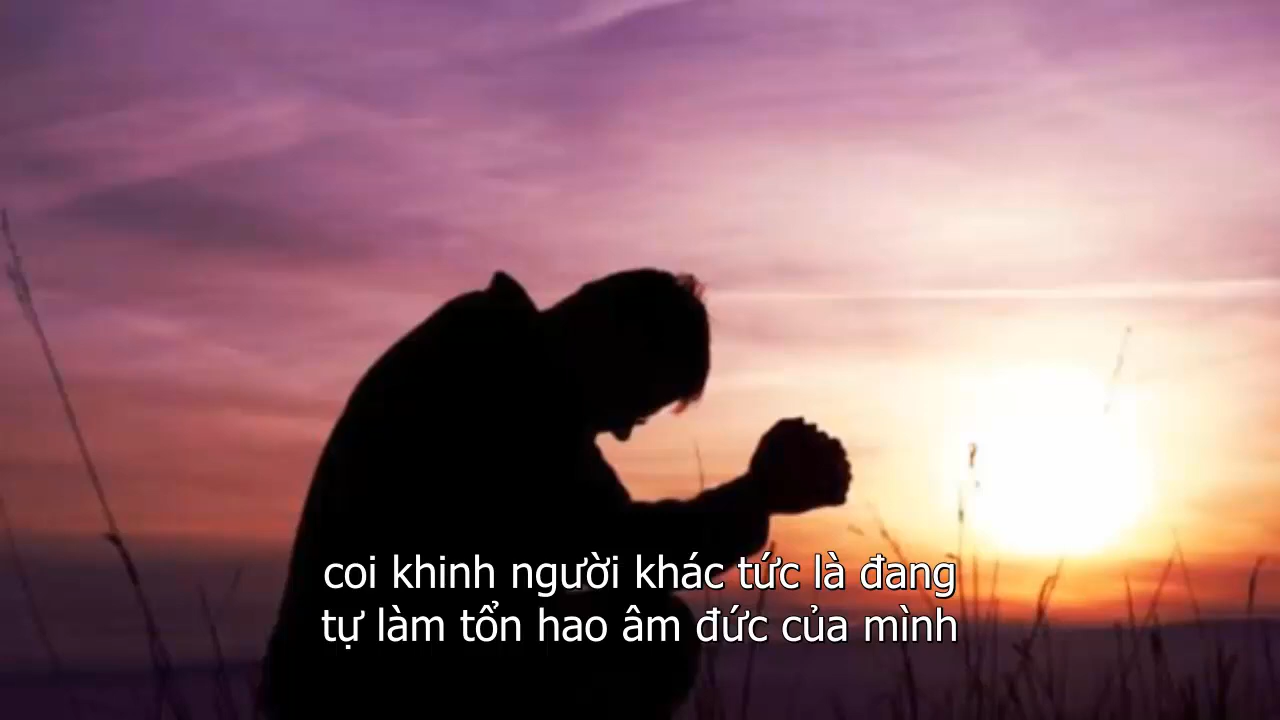 coi khinh người khác tức là đang
tự làm tổn hao âm đức của mình